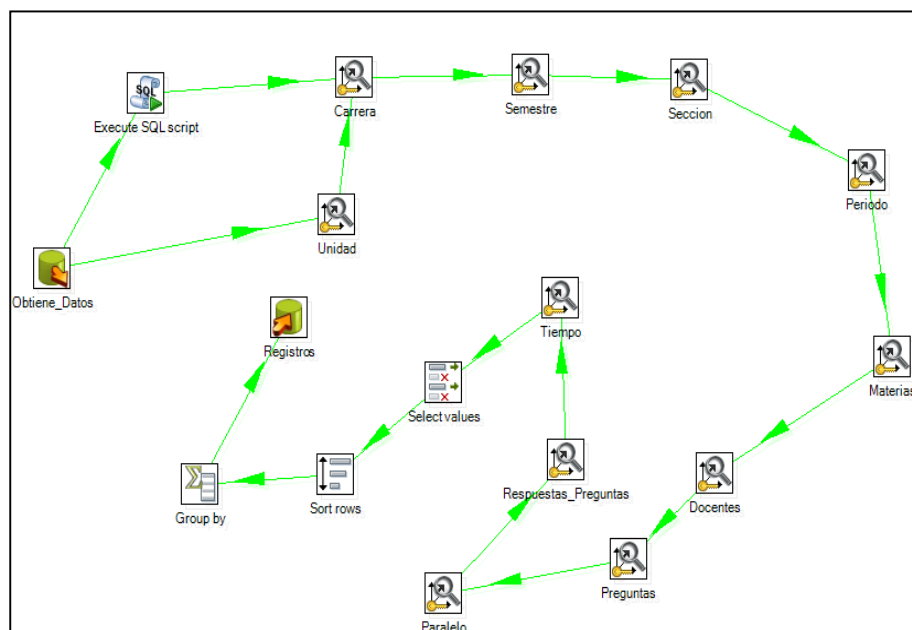 SQL
Execute SQL script
Carrera
Semestre
Seccion
Periodo
Unidad
Obtiene_Datos
Tiempo
Registros
Materias
Select values
Respuestas_Preguntas
Docentes
Group by
Sort rows
Preguntas
Paralelo